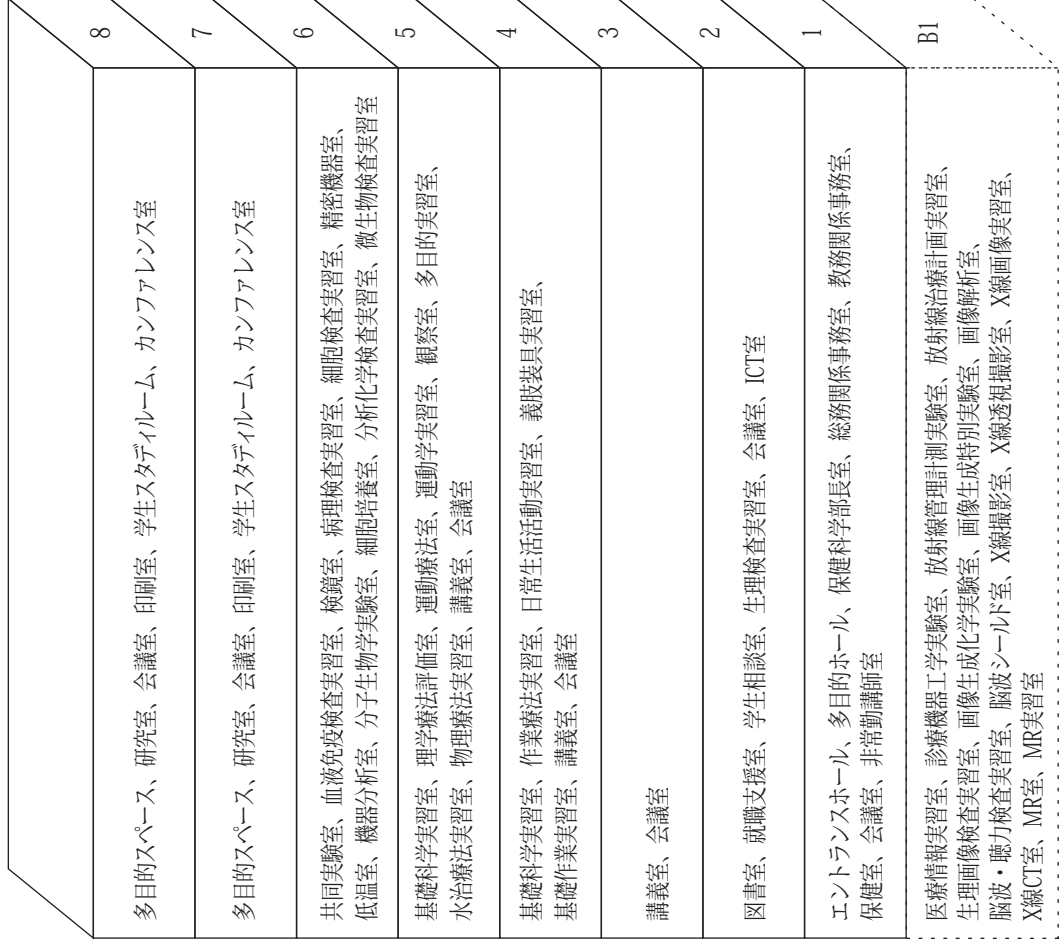 8
多目的スペース、研究室、会議室、印刷室、学生スタディルーム、カンファレンス室
7
多目的スペース、研究室、会議室、印刷室、学生スタディルーム、カンファレンス室
6
共同実験室、血液免疫検査実習室、検鏡室、病理検査実習室、細胞検査実習室、精密機器室、
低温室、機器分析室、分子生物学実験室、細胞培養室、分析化学検査実習室、微生物検査実習室
5
基礎科学実習室、理学療法評価室、運動療法室、運動学実習室、観察室、多目的実習室、
水治療法実習室、物理療法実習室、講義室、会議室
4
基礎科学実習室、作業療法実習室、日常生活活動実習室、義肢装具実習室、
基礎作業実習室、講義室、会議室
3
講義室、会議室
2
図書室、就職支援室、学生相談室、生理検査実習室、会議室、ICT室
1
エントランスホール、多目的ホール、保健科学部長室、総務関係事務室、教務関係事務室、
保健室、会議室、非常勤講師室
B1
医療情報実習室、診療機器工学実験室、放射線管理計測実験室、放射線治療計画実習室、
生理画像検査実習室、画像生成化学実験室、画像生成特別実験室、画像解析室、
脳波・聴力検査実習室、脳波シールド室、X線撮影室、X線透視撮影室、X線画像実習室、
X線CT室、MR室、MR実習室